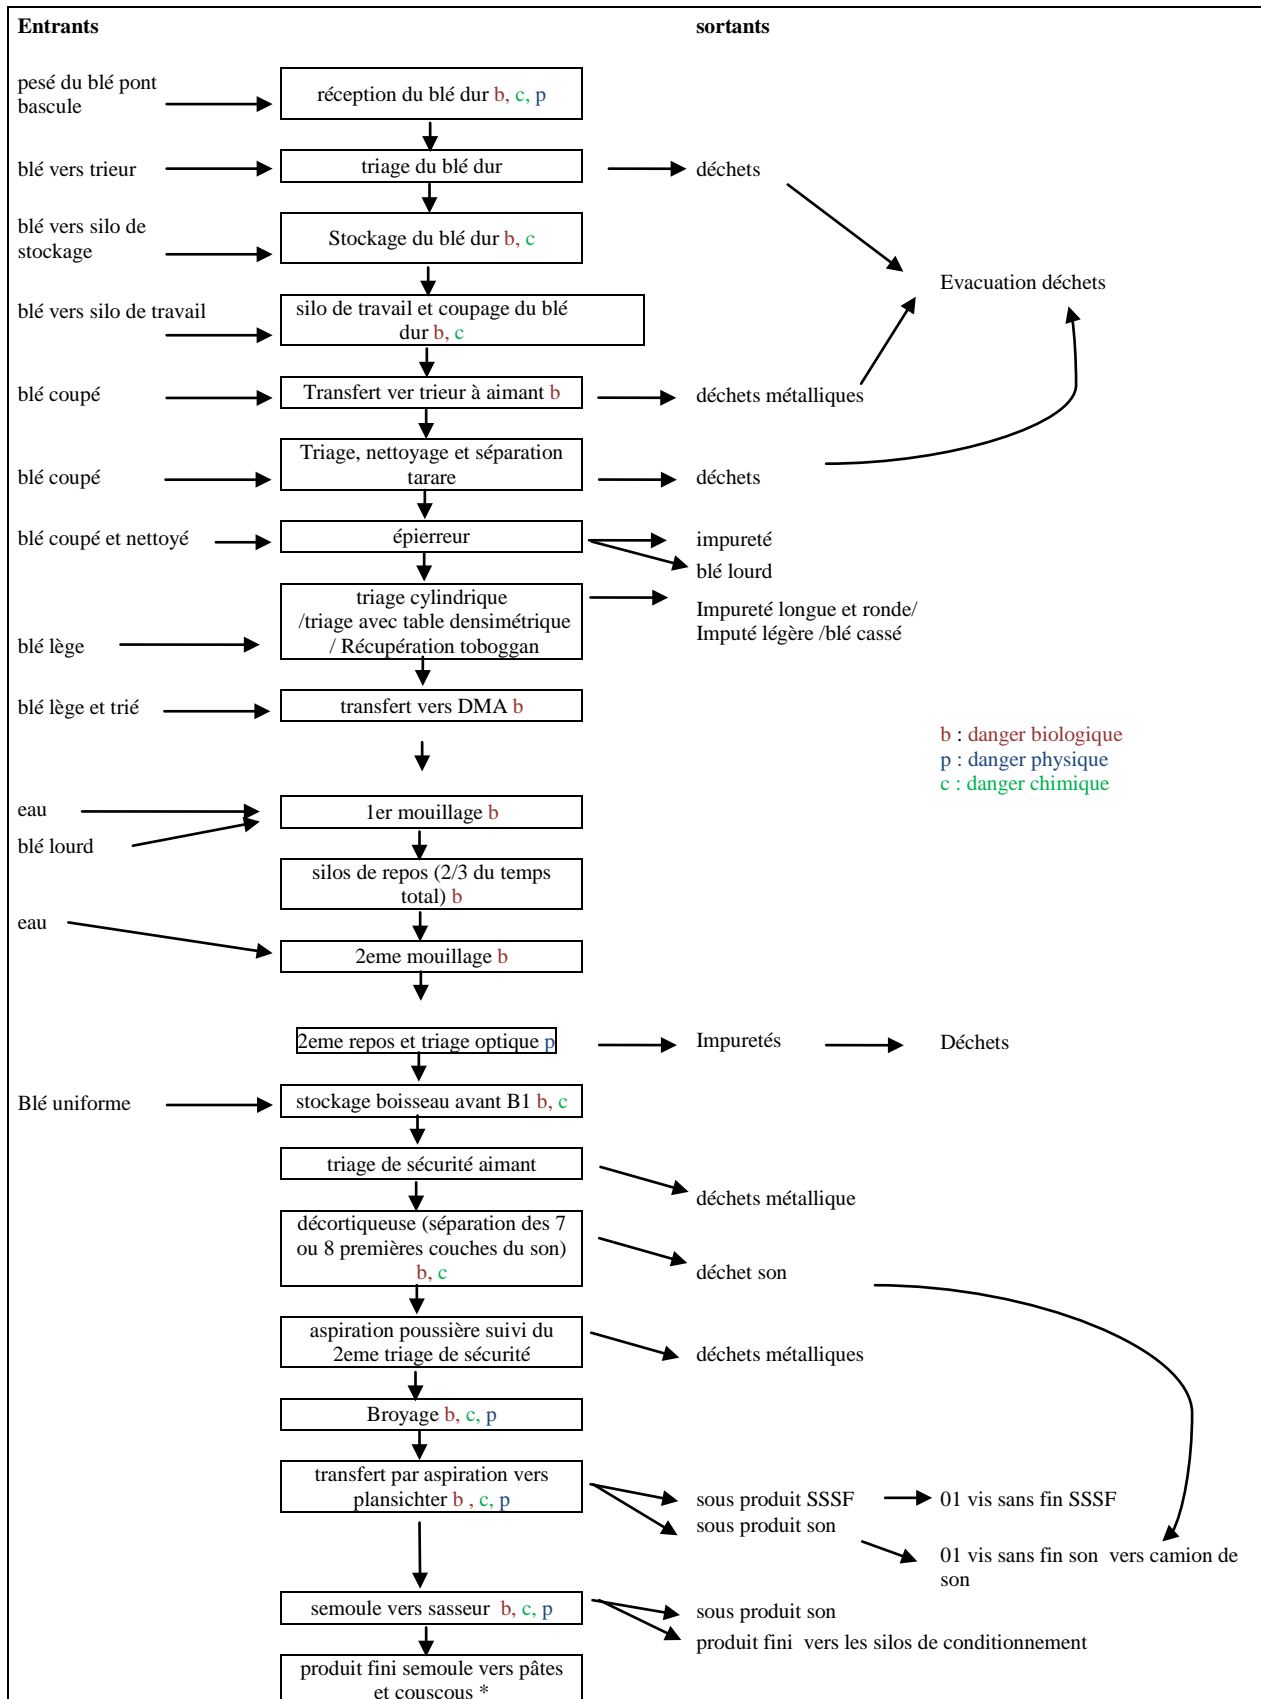 Entrants
sortants
pesé du blé pont
bascule
réception du blé dur b, c, p
blé vers trieur
triage du blé dur
déchets
blé vers silo de
stockage
Stockage du blé dur b, c
Evacuation déchets
blé vers silo de travail
silo de travail et coupage du blé
dur b, c
blé coupé
Transfert ver trieur à aimant b
déchets métalliques
blé coupé
Triage, nettoyage et séparation
tarare
déchets
blé coupé et nettoyé
épierreur
impureté
blé lourd
triage cylindrique
/triage avec table densimétrique
/ Récupération toboggan
Impureté longue et ronde/
Imputé légère /blé cassé
blé lège
blé lège et trié
transfert vers DMA b
b : danger biologique
p : danger physique
c : danger chimique
eau
1er mouillage b
blé lourd
silos de repos (2/3 du temps
total) b
eau
2eme mouillage b
2eme repos et triage optique p
Impuretés
Déchets
Blé uniforme
stockage boisseau avant B1 b, c
triage de sécurité aimant
déchets métallique
décortiqueuse (séparation des 7
ou 8 premières couches du son)
b, c
déchet son
aspiration poussière suivi du
2eme triage de sécurité
déchets métalliques
Broyage b, c, p
transfert par aspiration vers
plansichter b , c, p
sous produit SSSF
01 vis sans fin SSSF
sous produit son
01 vis sans fin son  vers camion de
son
semoule vers sasseur  b, c, p
sous produit son
produit fini  vers les silos de conditionnement
produit fini semoule vers pâtes
et couscous *